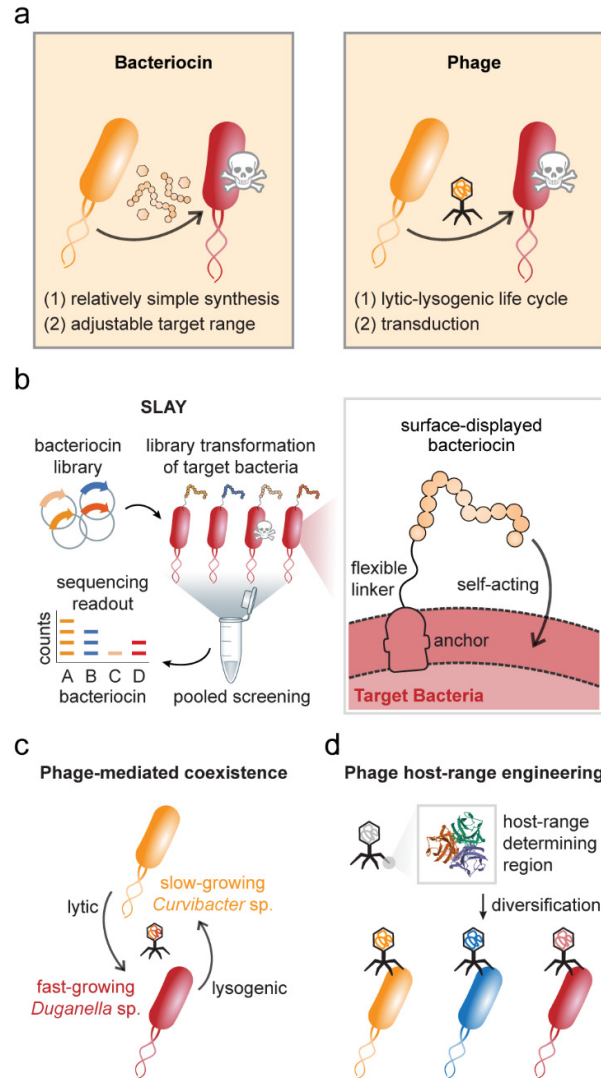 a
Bacteriocin
(1) relatively simple synthesis
(2) adjustable target range
Phage
(1) lytic-lysogenic life cycle
(2) transduction
b
SLAY
bacteriocin
library
library transformation
of target bacteria
sequencing
readout
counts
A B C D
bacteriocin
pooled screening
surface-displayed
bacteriocin
flexible
linker
self-acting
anchor
Target Bacteria
c
Phage-mediated coexistence
slow-growing
Curvibacter sp.
lytic
fast-growing
Duganella sp.
lysogenic
d
Phage host-range engineering
host-range
determining
region
diversification